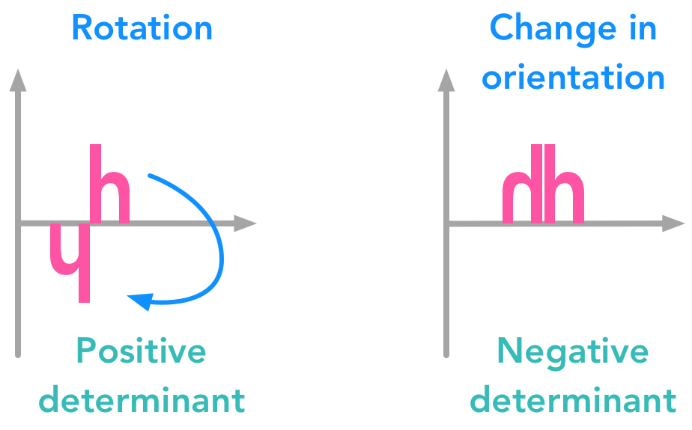 Rotation
h
ɥ
Positive
determinant
Change in
orientation
h
Negative
determinant